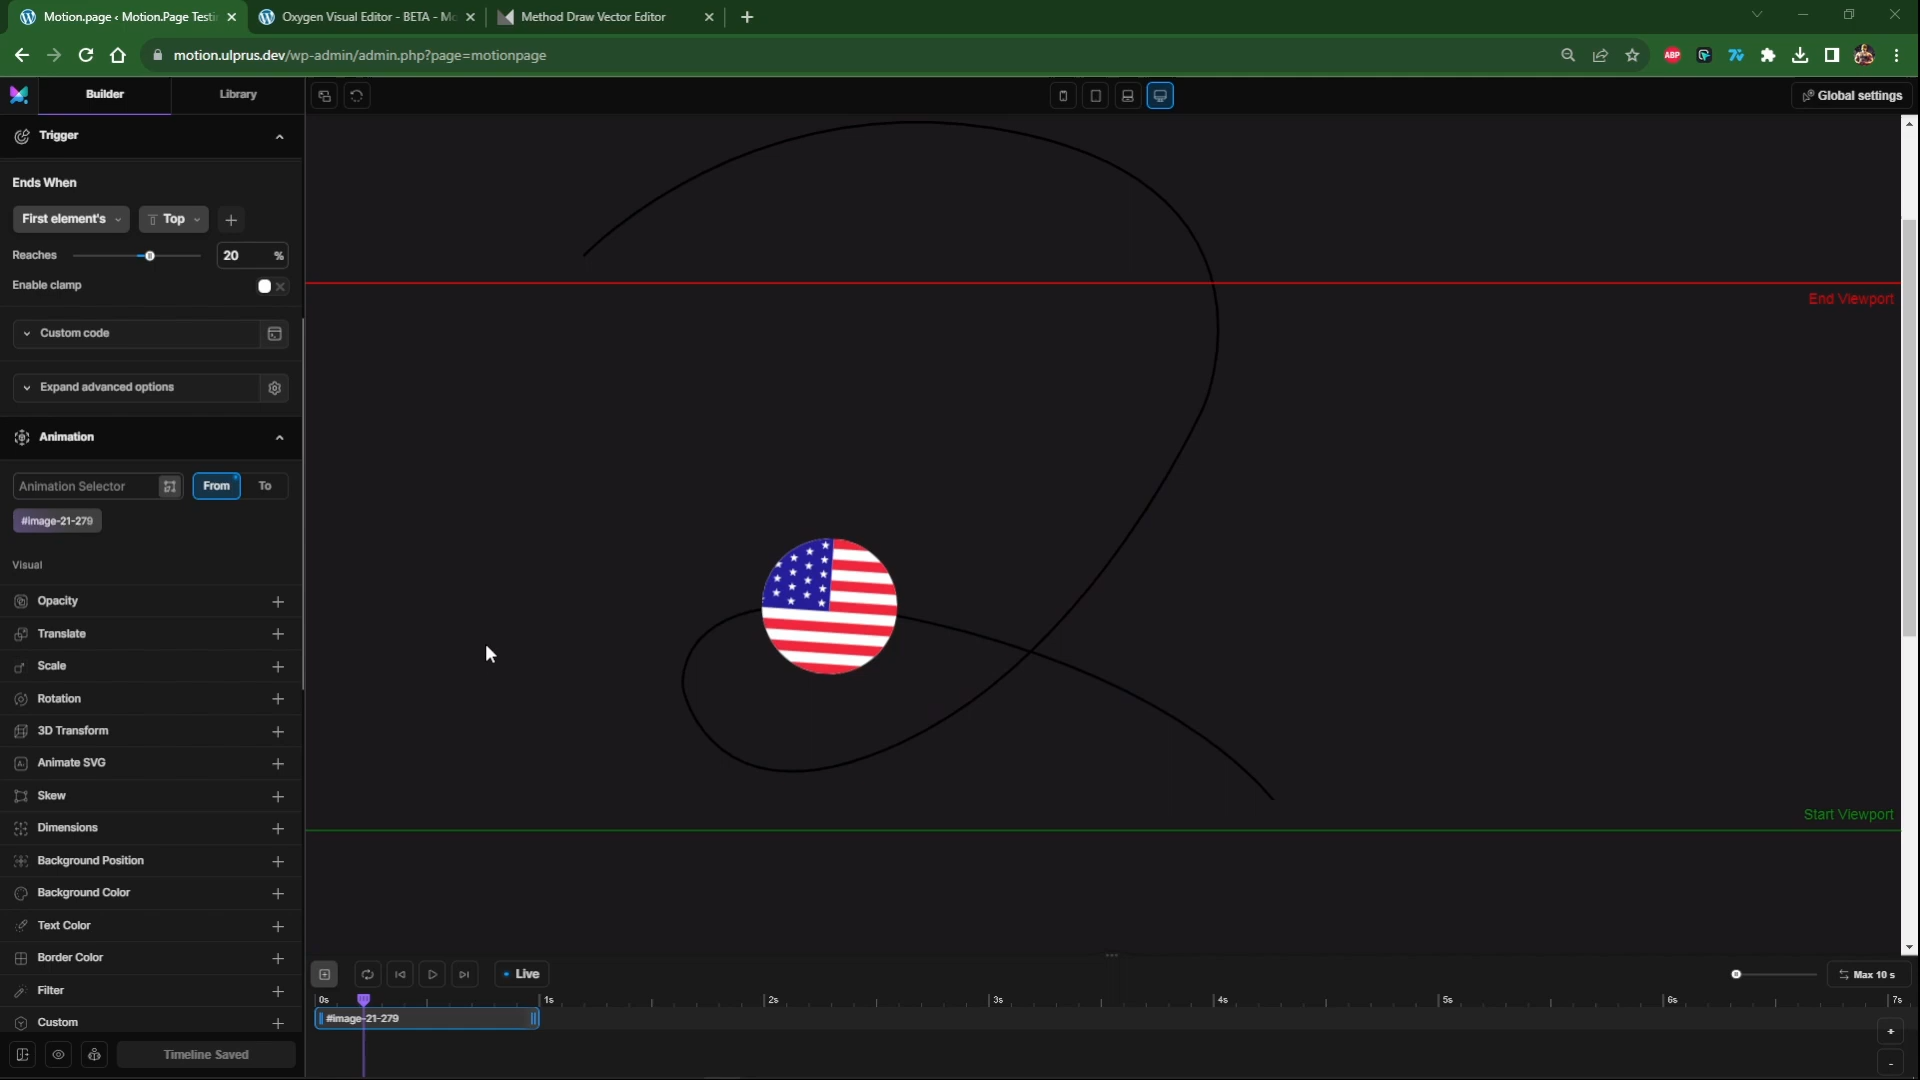 Motion.page ‹ Motion.Page Testi
Oxygen Visual Editor - BETA - Mo
Method Draw Vector Editor
motion.ulprus.dev/wp-admin/admin.php?page=motionpage
ABP
Builder
Library
Global settings
Trigger
Ends When
First element's
Top
Reaches
20
%
Enable clamp
Custom code
Expand advanced options
Animation
Animation Selector
From
To
#image-21-279
Visual
Opacity
Translate
Scale
Rotation
3D Transform
Animate SVG
Skew
Dimensions
Background Position
Background Color
Text Color
Border Color
Filter
Custom
Timeline Saved
End Viewport
Start Viewport
Live
Max 10 s
0s
1s
2s
3s
4s
5s
6s
7s
#image-21-279